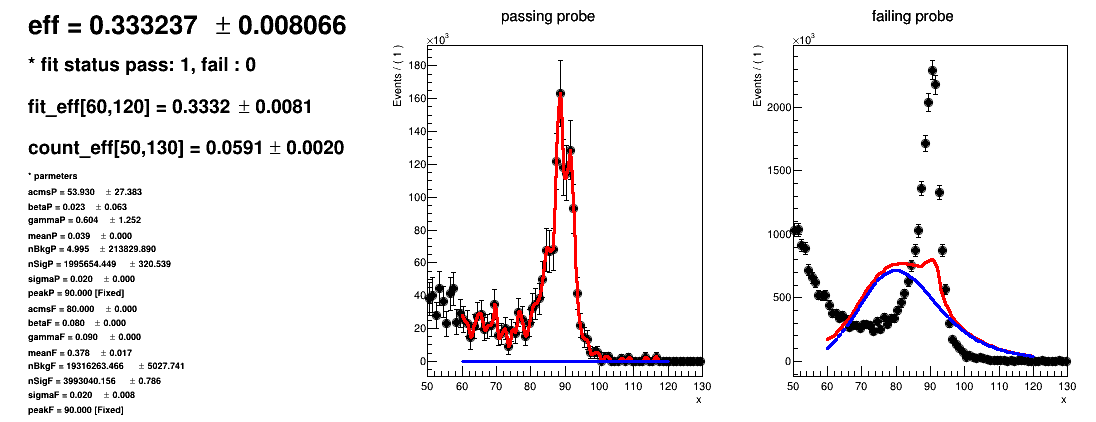 eff = 0.333237 ± 0.008066
* fit status pass: 1, fail : 0
fit_eff[60,120] = 0.3332 ± 0.0081
count_eff[50,130] = 0.0591 ± 0.0020
* parmeters
acmsP = 53.930 ± 27.383
betaP = 0.023 ± 0.063
gammaP = 0.604 ± 1.252
meanP = 0.039 ± 0.000
nBkgP = 4.995 ± 213829.890
nSigP = 1995654.449 ± 320.539
sigmaP = 0.020 ± 0.000
peakP = 90.000 [Fixed]
acmsF = 80.000 ± 0.000
betaF = 0.080 ± 0.000
gammaF = 0.090 ± 0.000
meanF = 0.378 ± 0.017
nBkgF = 19316263.466 ± 5027.741
nSigF = 3993040.156 ± 0.786
sigmaF = 0.020 ± 0.008
peakF = 90.000 [Fixed]
passing probe
×10³
Events / ( 1 )
180
160
140
120
100
80
60
40
20
0
50 60 70 80 90 100 110 120 130
x
failing probe
×10³
Events / ( 1 )
2000
1500
1000
500
0
50 60 70 80 90 100 110 120 130
x